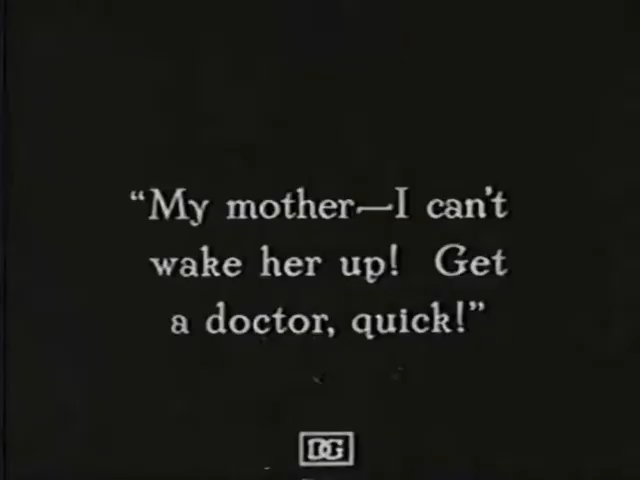 “My mother—I can't
wake her up! Get
a doctor, quick!”
DG